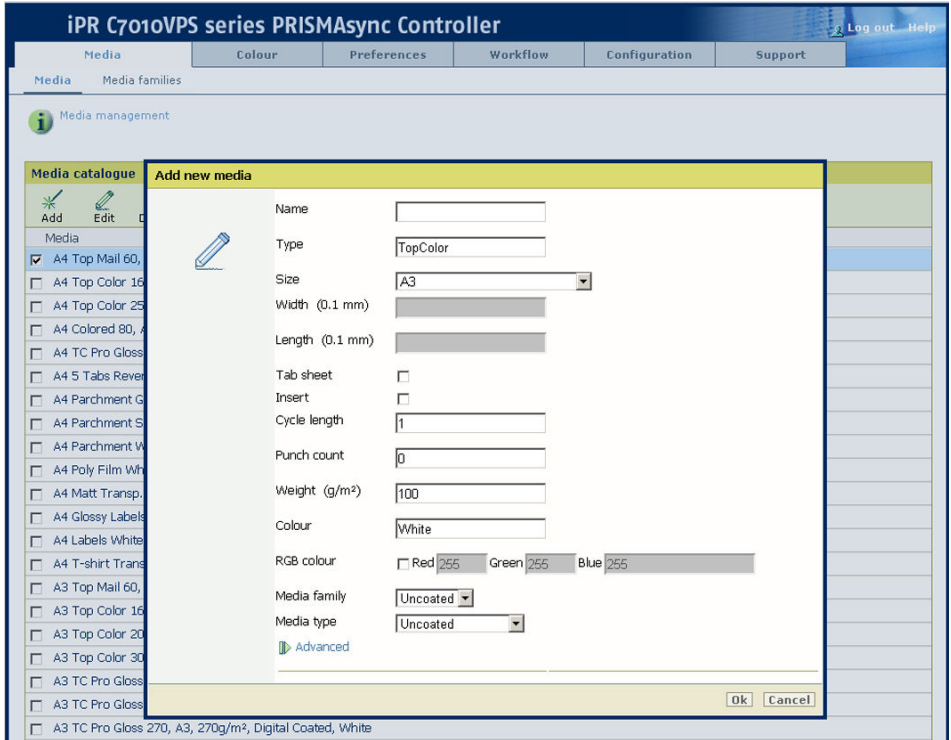 iPR C7010VPS series PRISMAsync Controller
Log out Help
Media Colour Preferences Workflow Configuration Support
Media Media families
Media management
Media catalogue
Add Edit
Media
A4 Top Mail 60,
A4 Top Color 16
A4 Top Color 25
A4 Colored 80,
A4 TC Pro Gloss
A4 5 Tabs Rever
A4 Parchment G
A4 Parchment S
A4 Parchment W
A4 Poly Film Wh
A4 Matt Transp.
A4 Glossy Labels
A4 Labels White
A4 T-shirt Trans
A3 Top Mail 60,
A3 Top Color 16
A3 Top Color 20
A3 Top Color 30
A3 TC Pro Gloss
A3 TC Pro Gloss
A3 TC Pro Gloss 270, A3, 270g/m², Digital Coated, White
Add new media
Name
Type TopColor
Size A3
Width (0.1 mm)
Length (0.1 mm)
Tab sheet
Insert
Cycle length 1
Punch count 0
Weight (g/m²) 100
Colour White
RGB colour Red 255 Green 255 Blue 255
Media family Uncoated
Media type Uncoated
Advanced
Ok Cancel